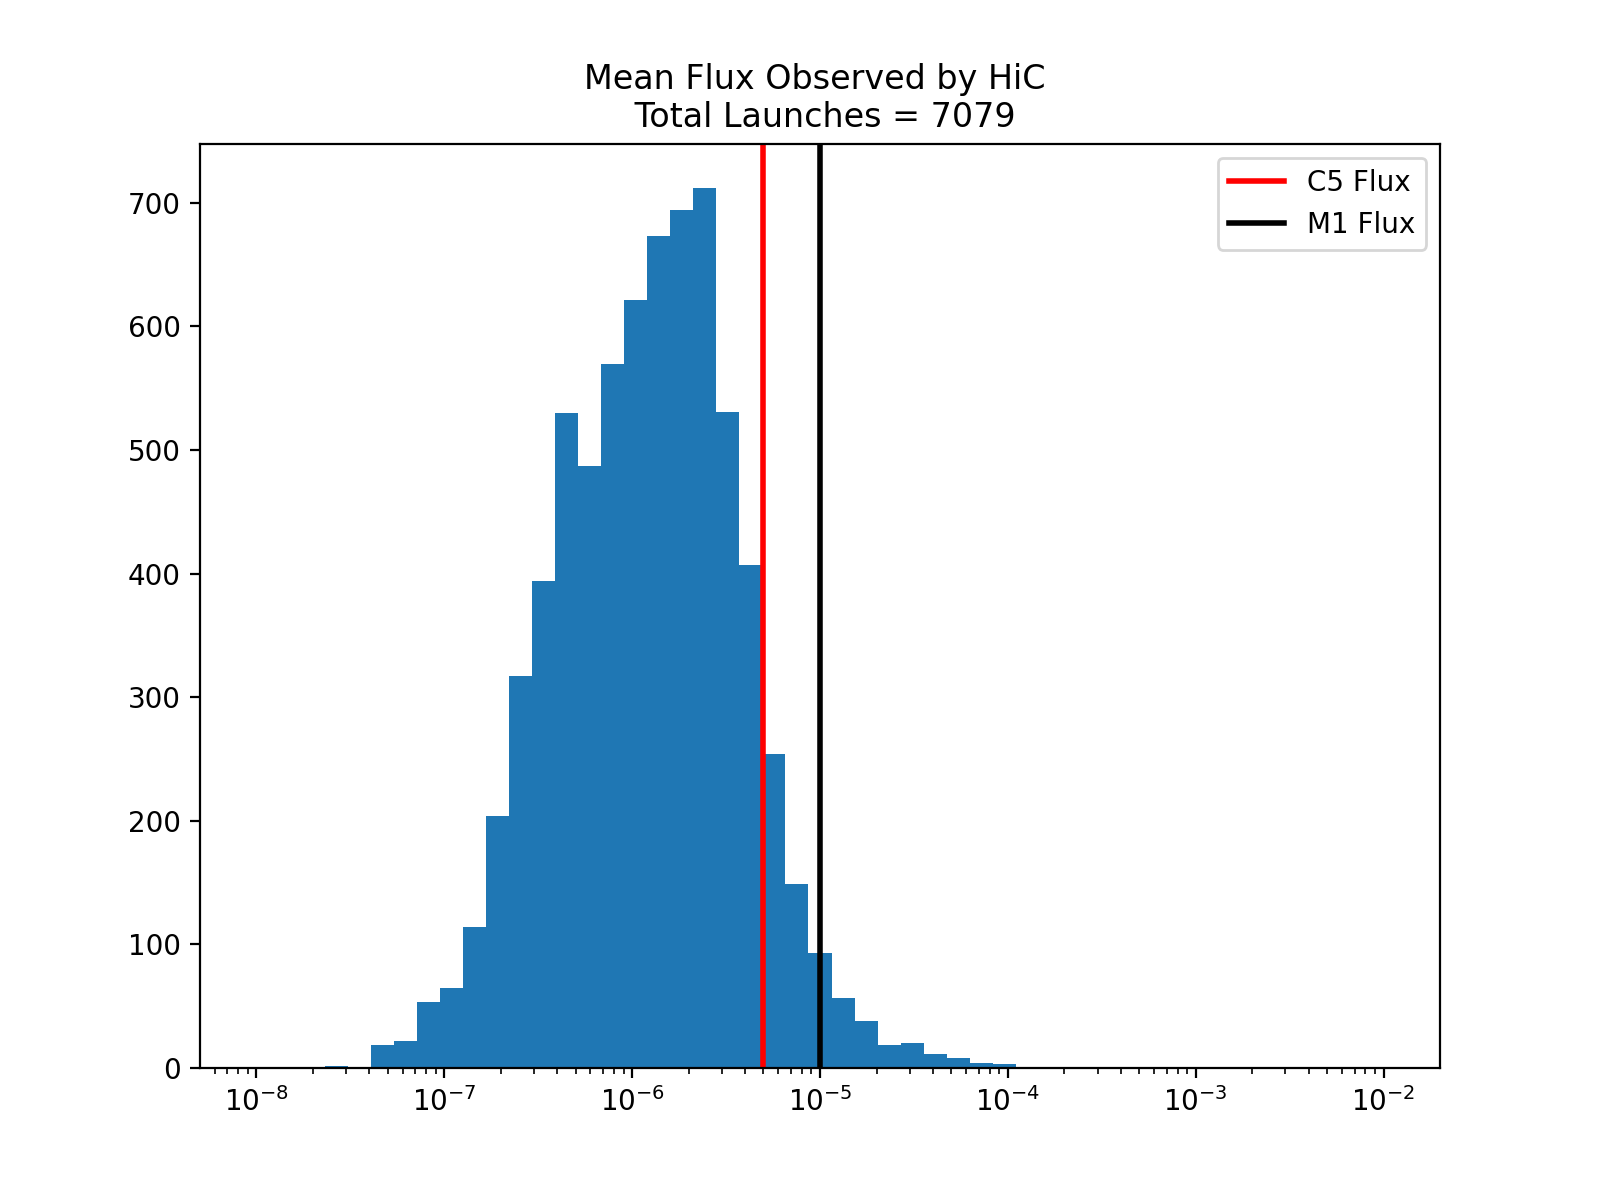 Mean Flux Observed by HiC
Total Launches = 7079
C5 Flux
M1 Flux
700
600
500
400
300
200
100
0
10⁻⁸ 10⁻⁷ 10⁻⁶ 10⁻⁵ 10⁻⁴ 10⁻³ 10⁻²